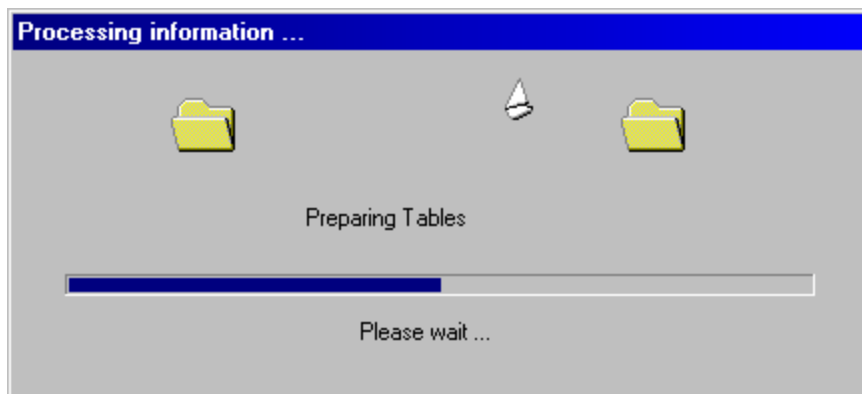 Processing information ...
Preparing Tables
Please wait ...